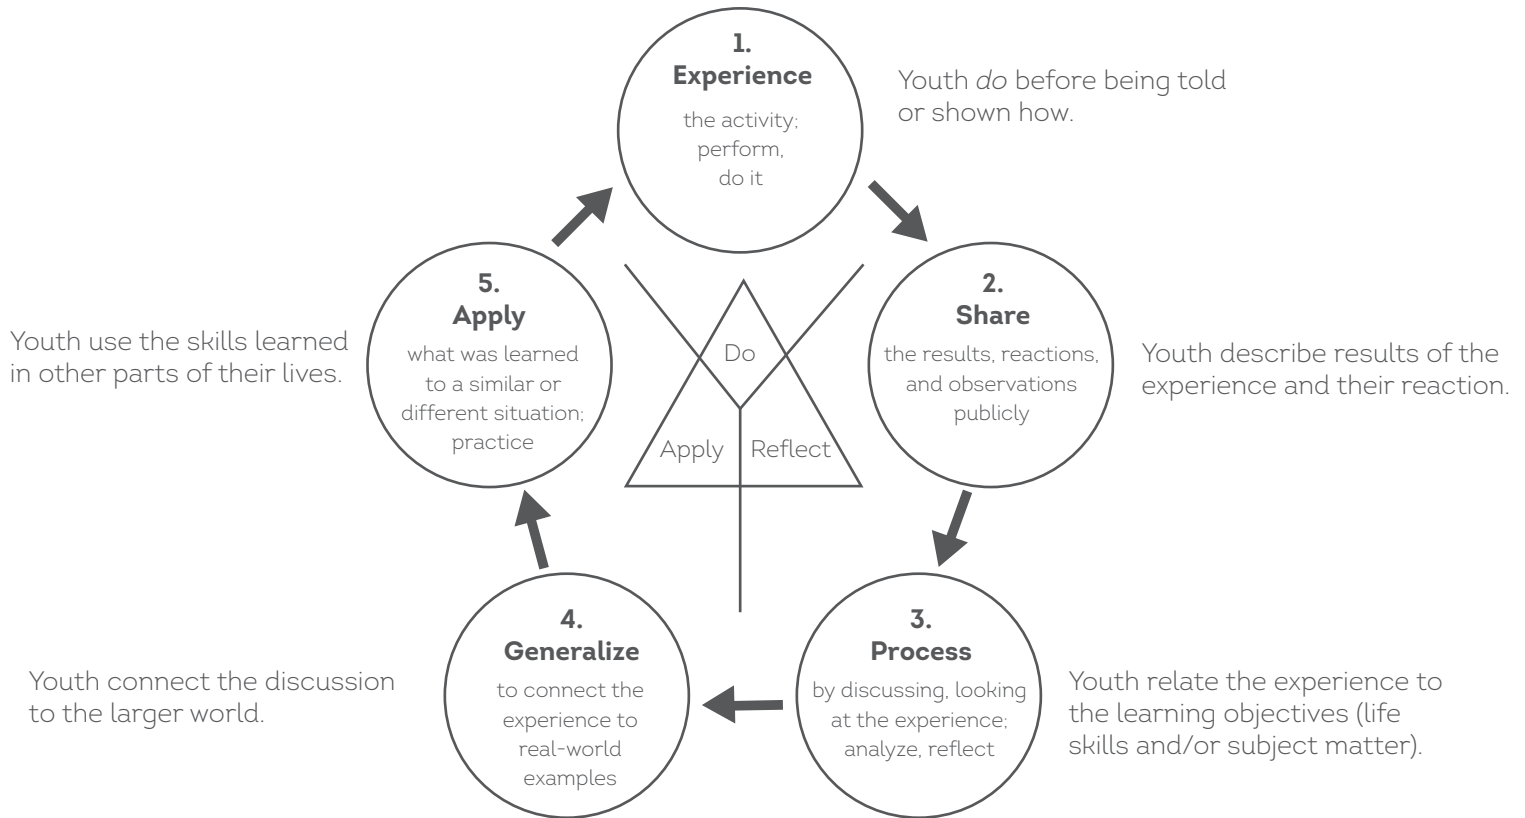 1.
Experience
the activity;
perform,
do it
Youth do before being told
or shown how.
2.
Share
the results, reactions,
and observations
publicly
Youth describe results of the
experience and their reaction.
3.
Process
by discussing, looking
at the experience;
analyze, reflect
Youth relate the experience to
the learning objectives (life
skills and/or subject matter).
4.
Generalize
to connect the
experience to
real-world
examples
Youth connect the discussion
to the larger world.
5.
Apply
what was learned
to a similar or
different situation;
practice
Youth use the skills learned
in other parts of their lives.
Do
Apply
Reflect